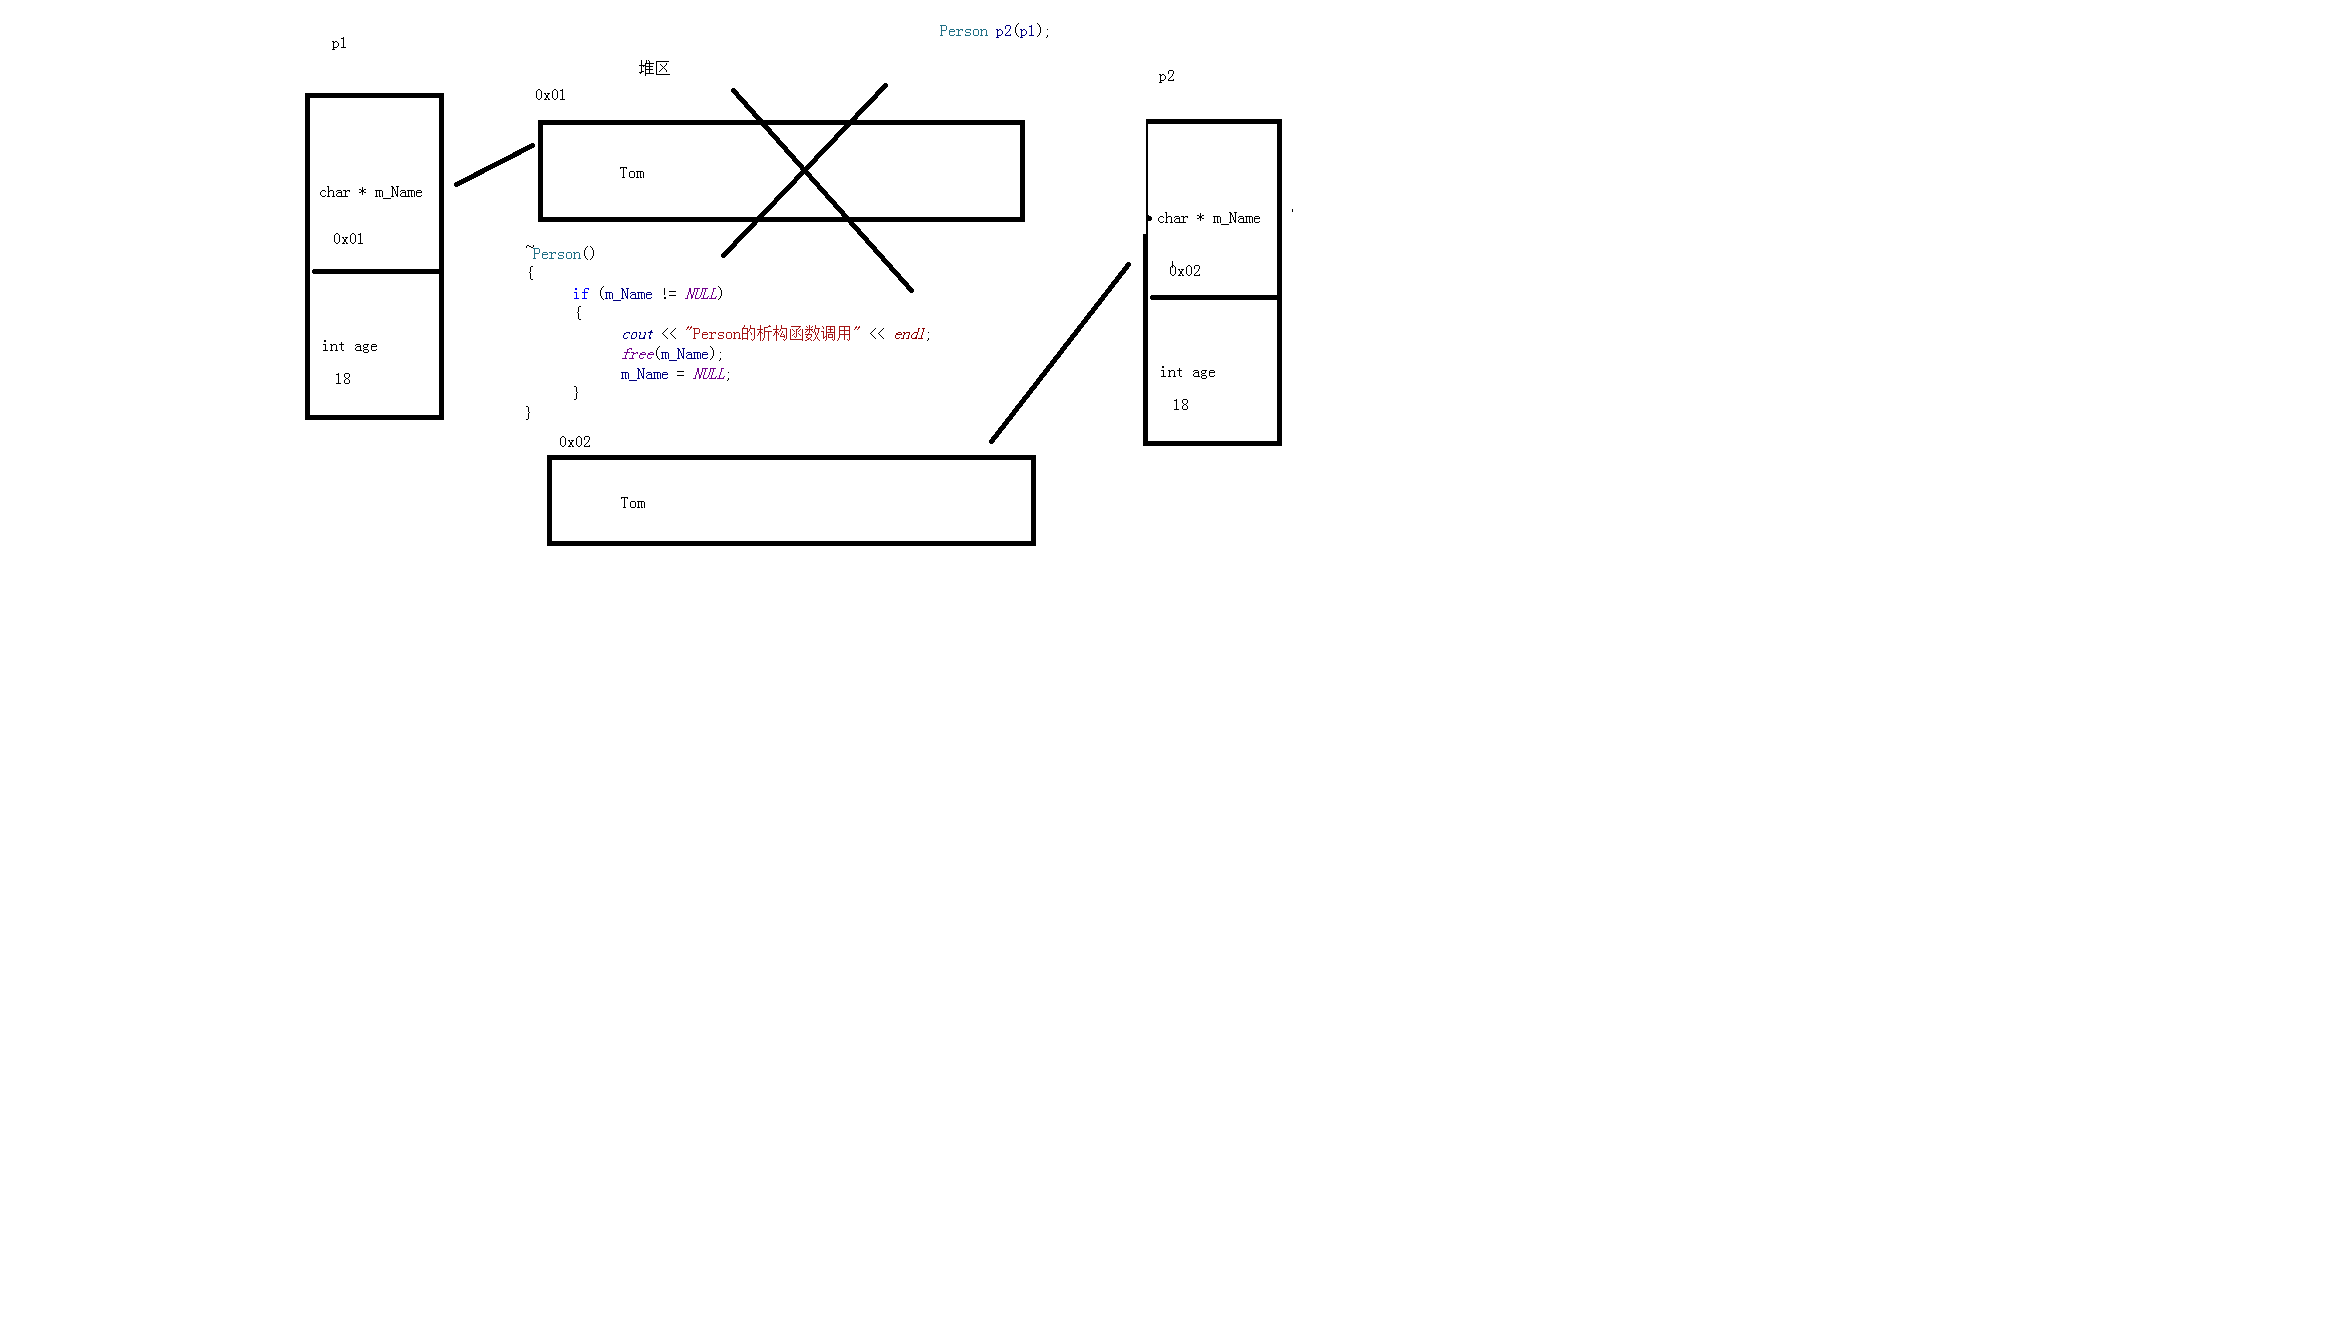 Person p2(p1);
p1
堆区
p2
0x01
Tom
char * m_Name
0x01
int age
18
~Person()
{
if (m_Name != NULL)
{
cout << "Person的析构函数调用" << endl;
free(m_Name);
m_Name = NULL;
}
}
char * m_Name
0x02
int age
18
0x02
Tom